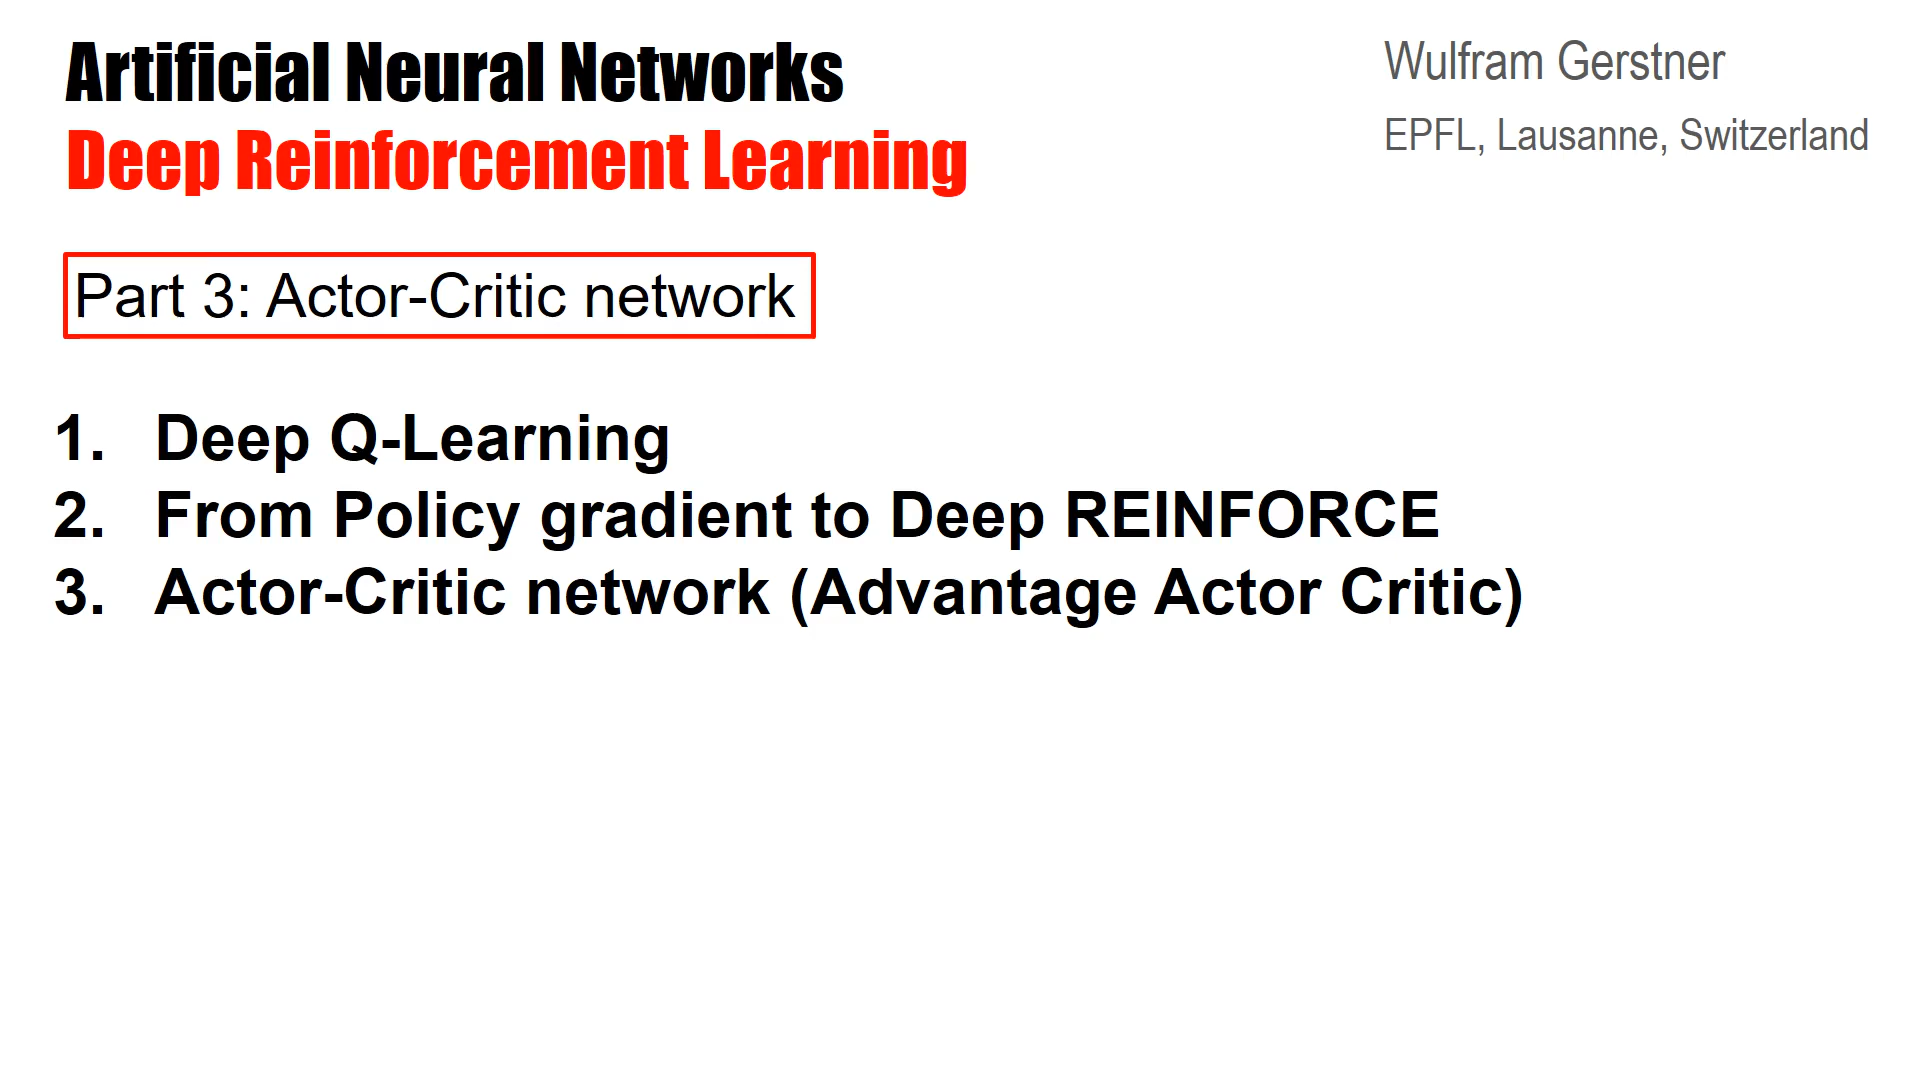 Artificial Neural Networks
Deep Reinforcement Learning
Wulfram Gerstner
EPFL, Lausanne, Switzerland
Part 3: Actor-Critic network
1. Deep Q-Learning
2. From Policy gradient to Deep REINFORCE
3. Actor-Critic network (Advantage Actor Critic)